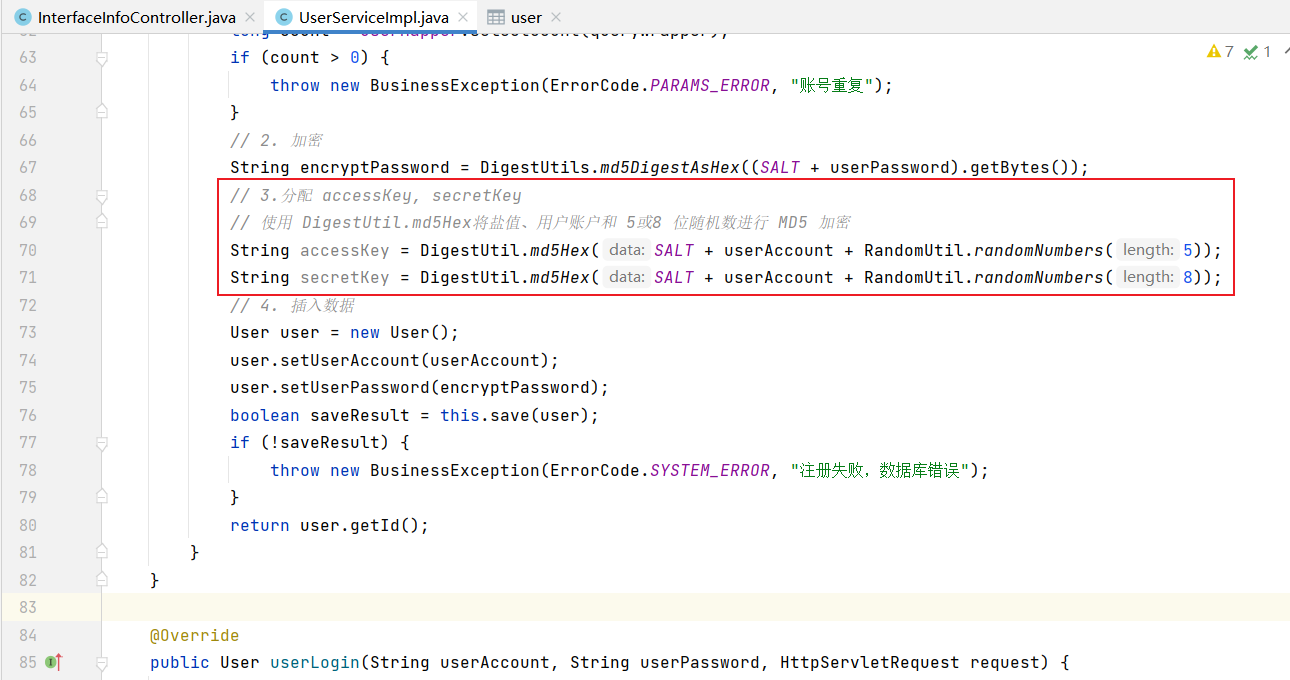 InterfaceInfoController.java UserServiceImpl.java user
7 1
63 if (count > 0) {
64 throw new BusinessException(ErrorCode.PARAMS_ERROR, "账号重复");
65 }
66 // 2. 加密
67 String encryptPassword = DigestUtils.md5DigestAsHex((SALT + userPassword).getBytes());
68 // 3.分配 accessKey, secretKey
69 // 使用 DigestUtil.md5Hex将盐值、用户账户和 5或8 位随机数进行 MD5 加密
70 String accessKey = DigestUtil.md5Hex( data: SALT + userAccount + RandomUtil.randomNumbers( length: 5));
71 String secretKey = DigestUtil.md5Hex( data: SALT + userAccount + RandomUtil.randomNumbers( length: 8));
72 // 4. 插入数据
73 User user = new User();
74 user.setUserAccount(userAccount);
75 user.setUserPassword(encryptPassword);
76 boolean saveResult = this.save(user);
77 if (!saveResult) {
78 throw new BusinessException(ErrorCode.SYSTEM_ERROR, "注册失败，数据库错误");
79 }
80 return user.getId();
81 }
82 }
83
84 @Override
85 public User userLogin(String userAccount, String userPassword, HttpServletRequest request) {